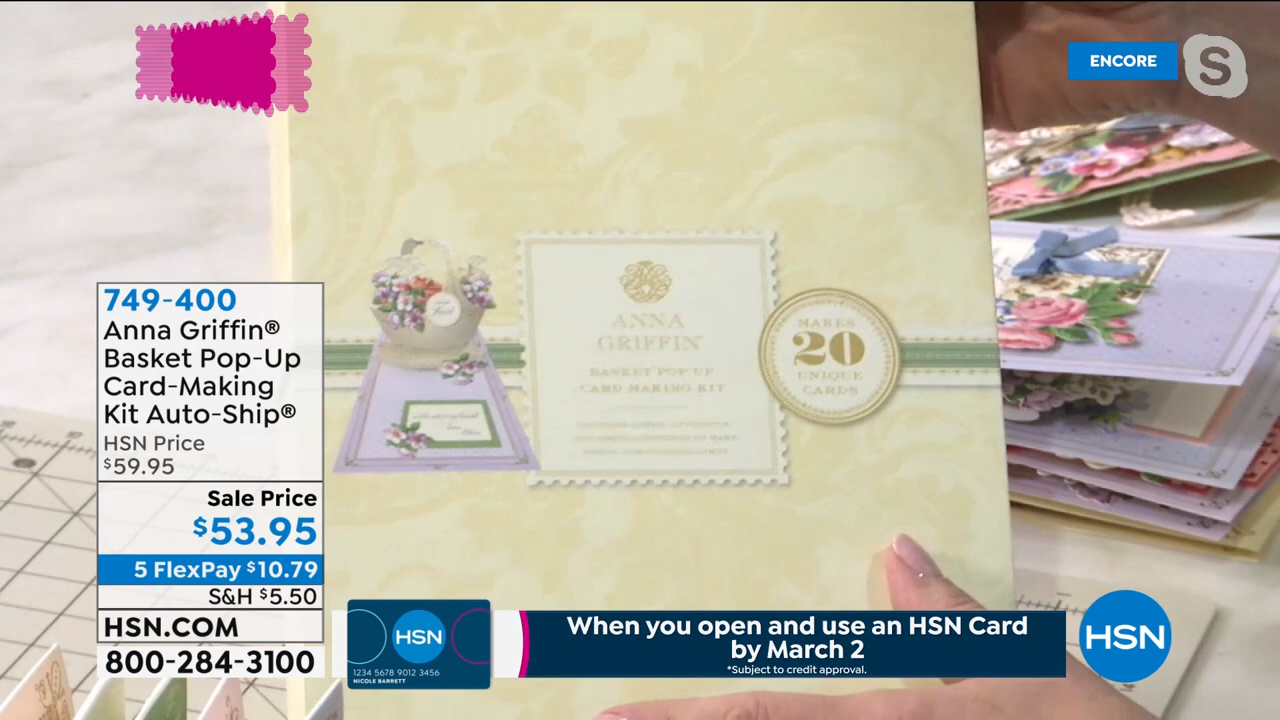 ENCORE
S
749-400
Anna Griffin®
Basket Pop-Up
Card-Making
Kit Auto-Ship®
HSN Price
$59.95
Sale Price
$53.95
5 FlexPay $10.79
S&H $5.50
HSN.COM
800-284-3100
ANNA
GRIFFIN
BASKET POP UP
CARD MAKING KIT
MAKES
20
UNIQUE
CARDS
HSN
1234 5678 9012 3456
NICOLE BARRETT
When you open and use an HSN Card
by March 2
*Subject to credit approval.
HSN